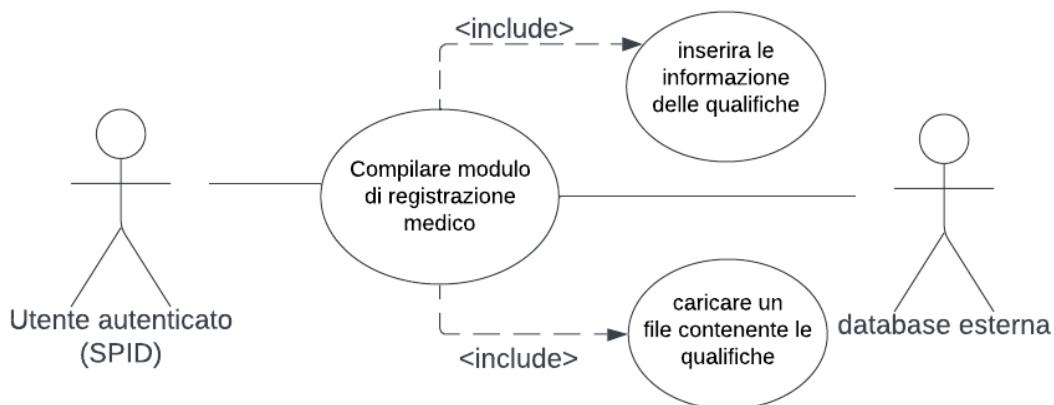 <include>
inserira le
informazione
delle qualifiche
Compilare modulo
di registrazione
medico
Utente autenticato
(SPID)
database esterna
caricare un
file contenente le
qualifiche
<include>